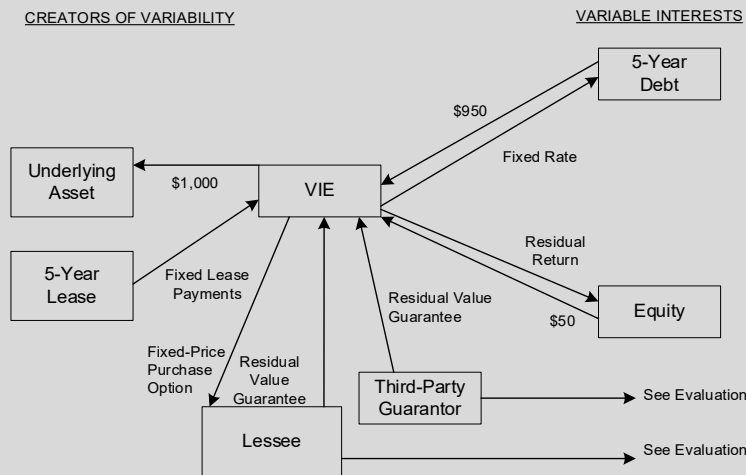 CREATORS OF VARIABILITY
VARIABLE INTERESTS
5-Year
Debt
$950
Fixed Rate
Underlying
Asset
$1,000
VIE
5-Year
Lease
Fixed Lease
Payments
Residual
Return
Equity
$50
Residual Value
Guarantee
Fixed-Price
Purchase
Option
Residual
Value
Guarantee
Third-Party
Guarantor
See Evaluation
Lessee
See Evaluation